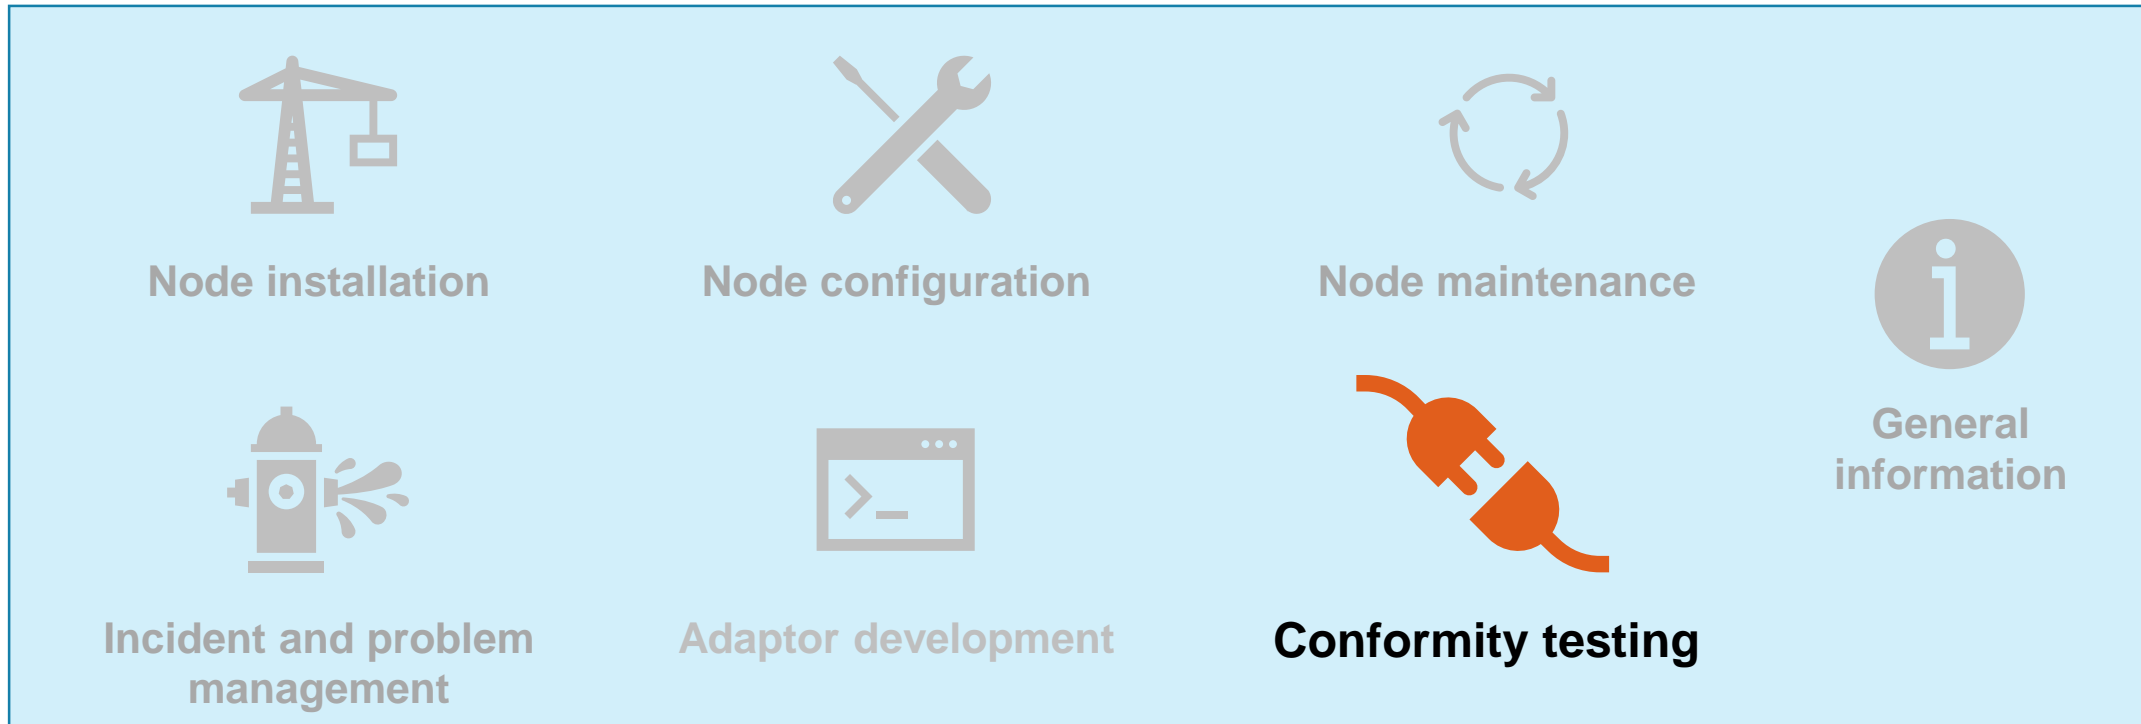 Node installation
Node configuration
Node maintenance
General
information
Incident and problem
management
Adaptor development
Conformity testing